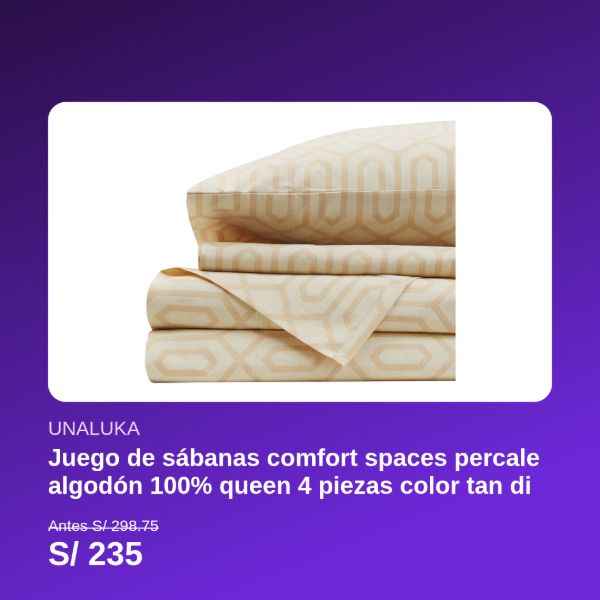 UNALUKA
Juego de sábanas comfort spaces percale
algodón 100% queen 4 piezas color tan di
Antes S/ 298.75
S/ 235